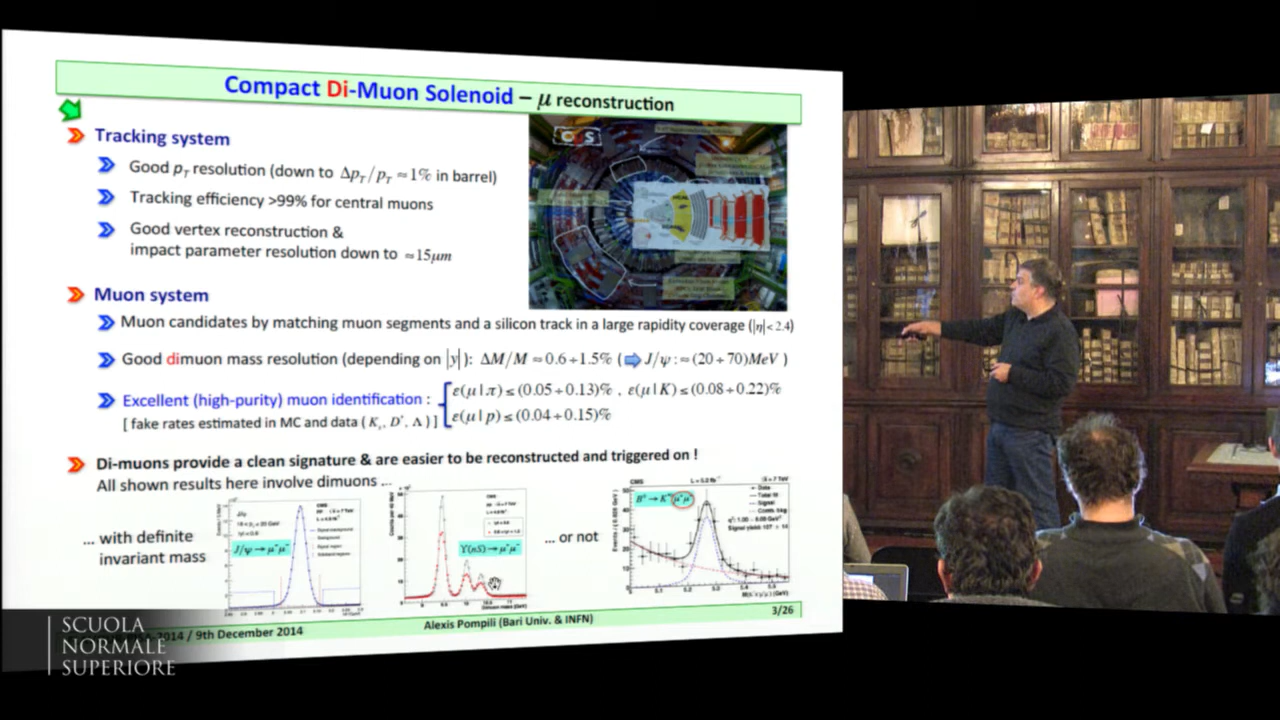 Compact Di-Muon Solenoid – μ reconstruction
Tracking system
Good pT resolution (down to ΔpT/pT ≈1% in barrel)
Tracking efficiency >99% for central muons
Good vertex reconstruction &
impact parameter resolution down to ≈15μm
Muon system
Muon candidates by matching muon segments and a silicon track in a large rapidity coverage (|η|<2.4)
Good dimuon mass resolution (depending on |y|): ΔM/M ≈0.6÷1.5% (⇨ J/ψ:≈(20÷70)MeV )
Excellent (high-purity) muon identification :
[ fake rates estimated in MC and data
ε(μ|π)≤(0.05÷0.13)% , ε(μ|K)≤(0.08÷0.22)%
ε(μ|p)≤(0.04÷0.15)%
Di-muons provide a clean signature & are easier to be reconstructed and triggered on !
All shown results here involve dimuons ...
... with definite
invariant mass
J/ψ→μ⁺μ⁻
Υ(nS)→μ⁺μ⁻
... or not
2014 / 9th December 2014
Alexis Pompili (Bari Univ. & INFN)
3/26
SCUOLA
NORMALE
SUPERIORE